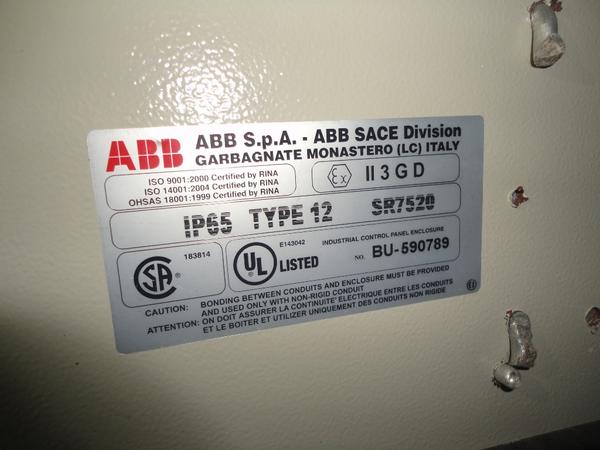 ABB
ABB S.p.A. - ABB SACE Division
GARBAGNATE MONASTERO (LC) ITALY
ISO 9001:2000 Certified by RINA
ISO 14001:2004 Certified by RINA
OHSAS 18001:1999 Certified by RINA
Ex
II 3 G D
IP65 TYPE 12 SR7520
183814
SA
UL
LISTED
E143042
INDUSTRIAL CONTROL PANEL ENCLOSURE
NO. BU-590789
CAUTION: BONDING BETWEEN CONDUITS AND ENCLOSURE MUST BE PROVIDED
AND USED ONLY WITH NON-RIGID CONDUIT
ATTENTION: ON DOIT ASSURER LA CONTINUITE' ELECTRIQUE ENTRE LES CONDUITS
ET LE BOITER ET UTILIZER UNIQUEMENT DES CONDUITS NON RIGIDE